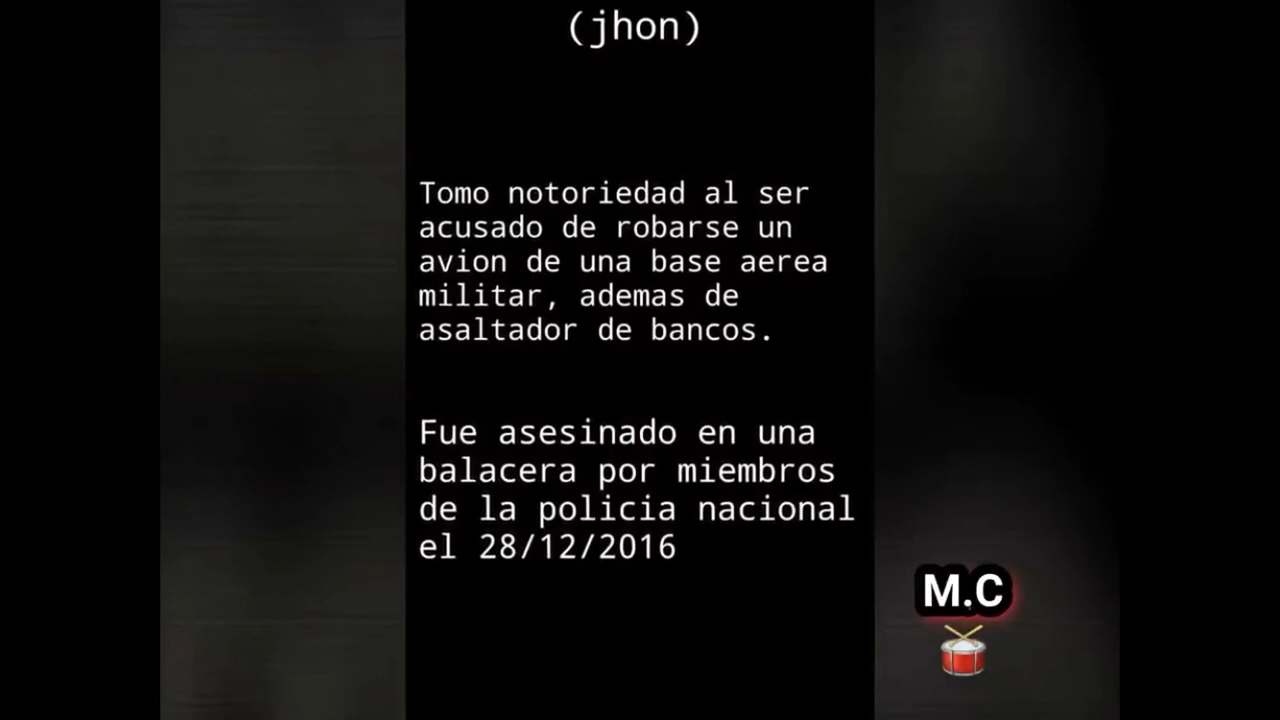 (jhon)
Tomo notoriedad al ser
acusado de robarse un
avion de una base aerea
militar, ademas de
asaltador de bancos.
Fue asesinado en una
balacera por miembros
de la policia nacional
el 28/12/2016
M.C